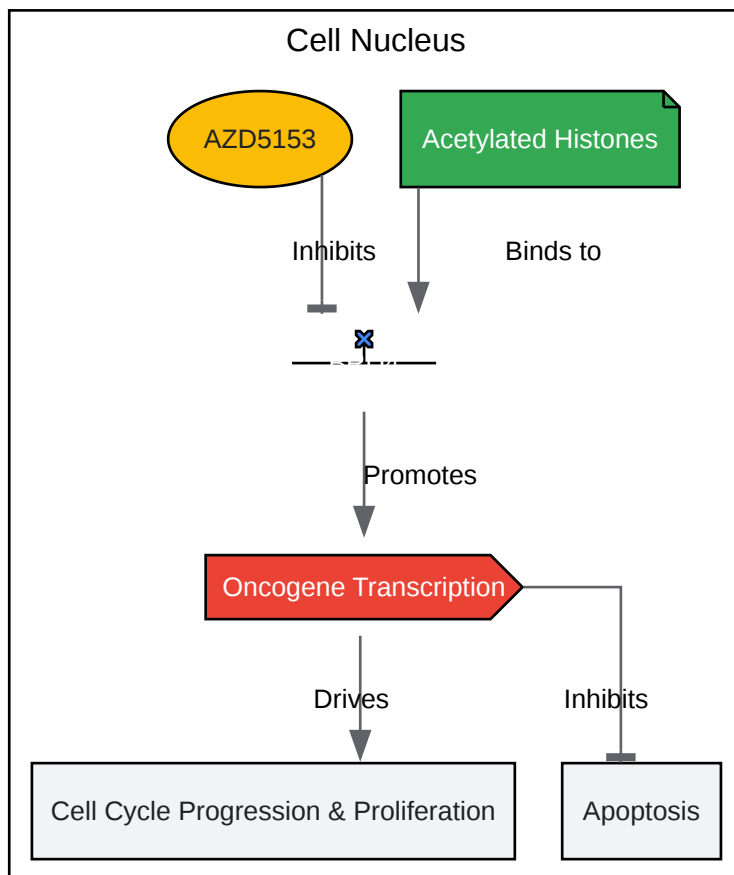 Cell Nucleus
AZD5153
Acetylated Histones
Inhibits
Binds to
Promotes
Oncogene Transcription
Drives
Inhibits
Cell Cycle Progression & Proliferation
Apoptosis